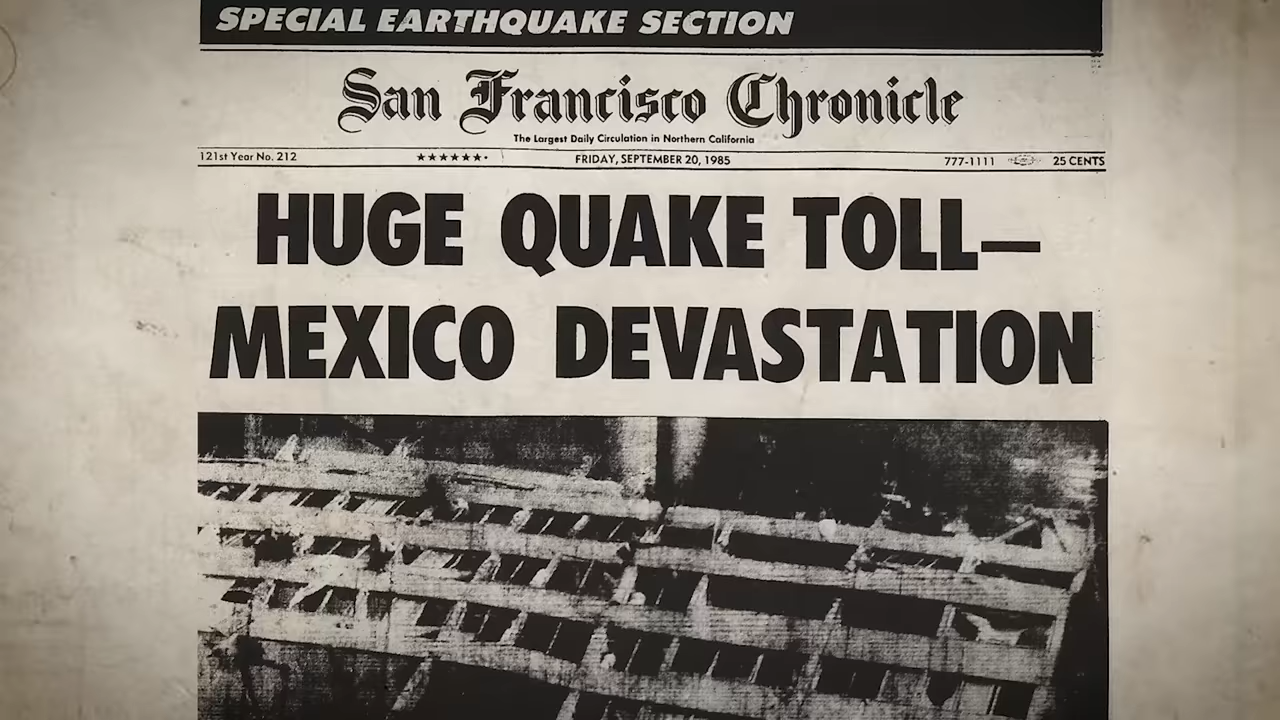 SPECIAL EARTHQUAKE SECTION
San Francisco Chronicle
The Largest Daily Circulation in Northern California
121st Year No. 212 ★★★★★★• FRIDAY, SEPTEMBER 20, 1985 777-1111 25 CENTS
HUGE QUAKE TOLL—
MEXICO DEVASTATION